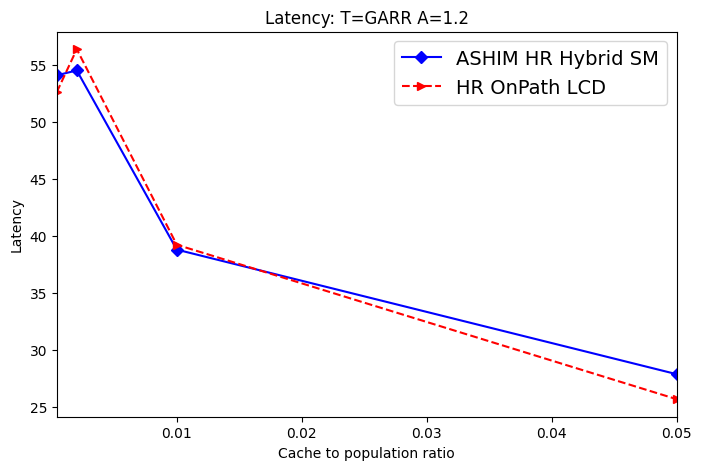 Latency: T=GARR A=1.2
ASHIM HR Hybrid SM
HR OnPath LCD
Latency
55
50
45
40
35
30
25
0.01 0.02 0.03 0.04 0.05
Cache to population ratio